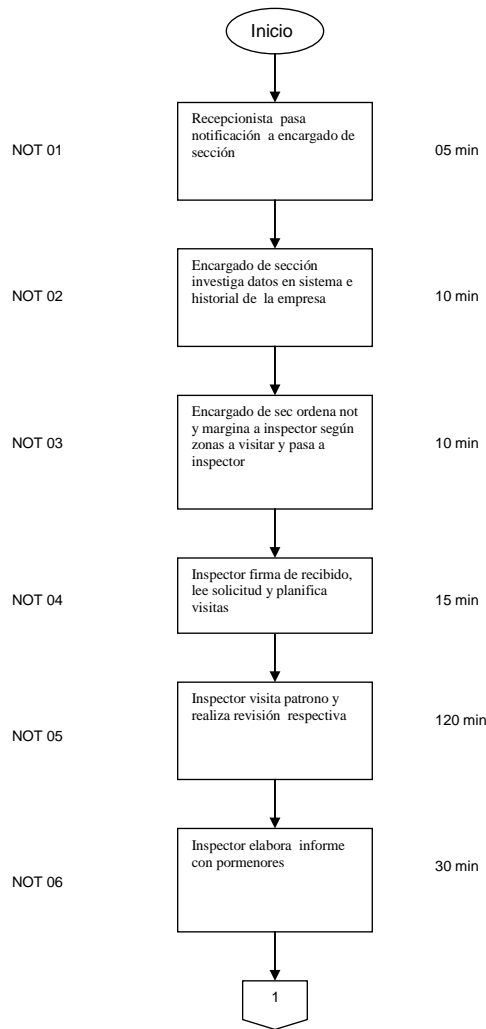 Inicio
NOT 01
Recepcionista pasa
notificación a encargado de
sección
05 min
NOT 02
Encargado de sección
investiga datos en sistema e
historial de la empresa
10 min
NOT 03
Encargado de sec ordena not
y margina a inspector según
zonas a visitar y pasa a
inspector
10 min
NOT 04
Inspector firma de recibido,
lee solicitud y planifica
visitas
15 min
NOT 05
Inspector visita patrono y
realiza revisión respectiva
120 min
NOT 06
Inspector elabora informe
con pormenores
30 min
1